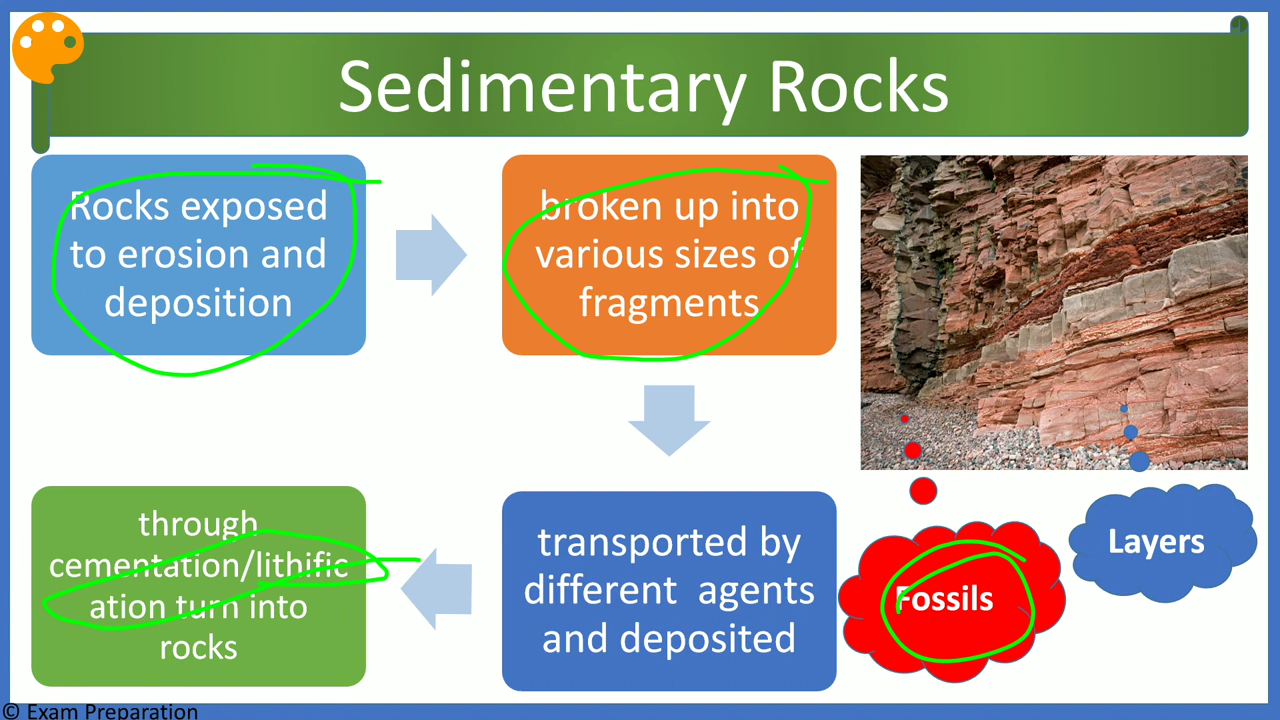 Sedimentary Rocks
Rocks exposed
to erosion and
deposition
broken up into
various sizes of
fragments
transported by
different agents
and deposited
through
cementation/lithific
ation turn into
rocks
Fossils
Layers
© Exam Preparation